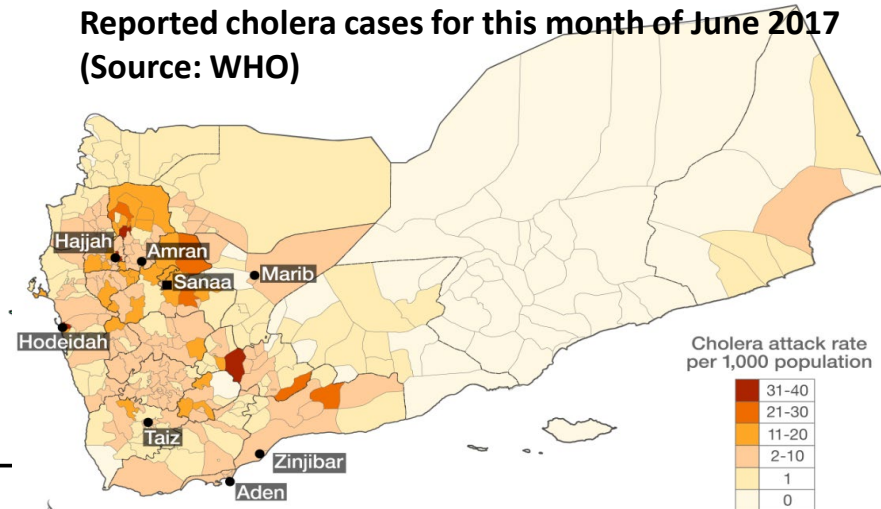 Reported cholera cases for this month of June 2017
(Source: WHO)
Hajjah
Amran
Sanaa
Marib
Hodeidah
Taiz
Zinjibar
Aden
Cholera attack rate
per 1,000 population
31-40
21-30
11-20
2-10
1
0